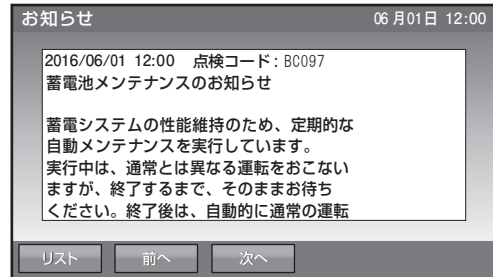 お知らせ 06月01日 12:00
2016/06/01 12:00 点検コード: BC097
蓄電池メンテナンスのお知らせ
蓄電システムの性能維持のため、定期的な
自動メンテナンスを実行しています。
実行中は、通常とは異なる運転をおこない
ますが、終了するまで、そのままお待ち
ください。終了後は、自動的に通常の運転
リスト 前へ 次へ